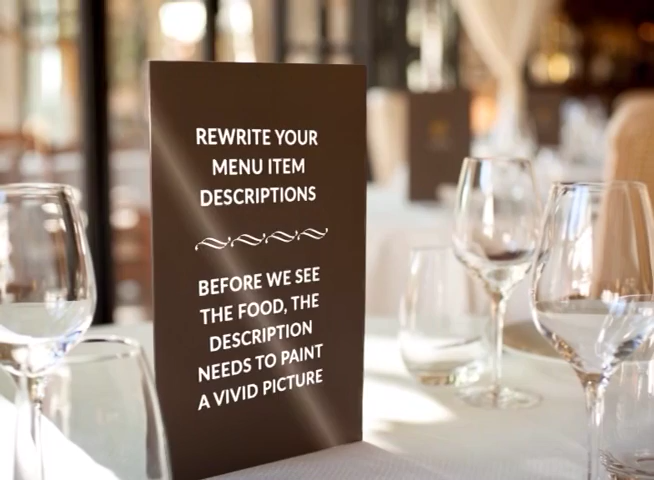 REWRITE YOUR
MENU ITEM
DESCRIPTIONS
BEFORE WE SEE
THE FOOD, THE
DESCRIPTION
NEEDS TO PAINT
A VIVID PICTURE